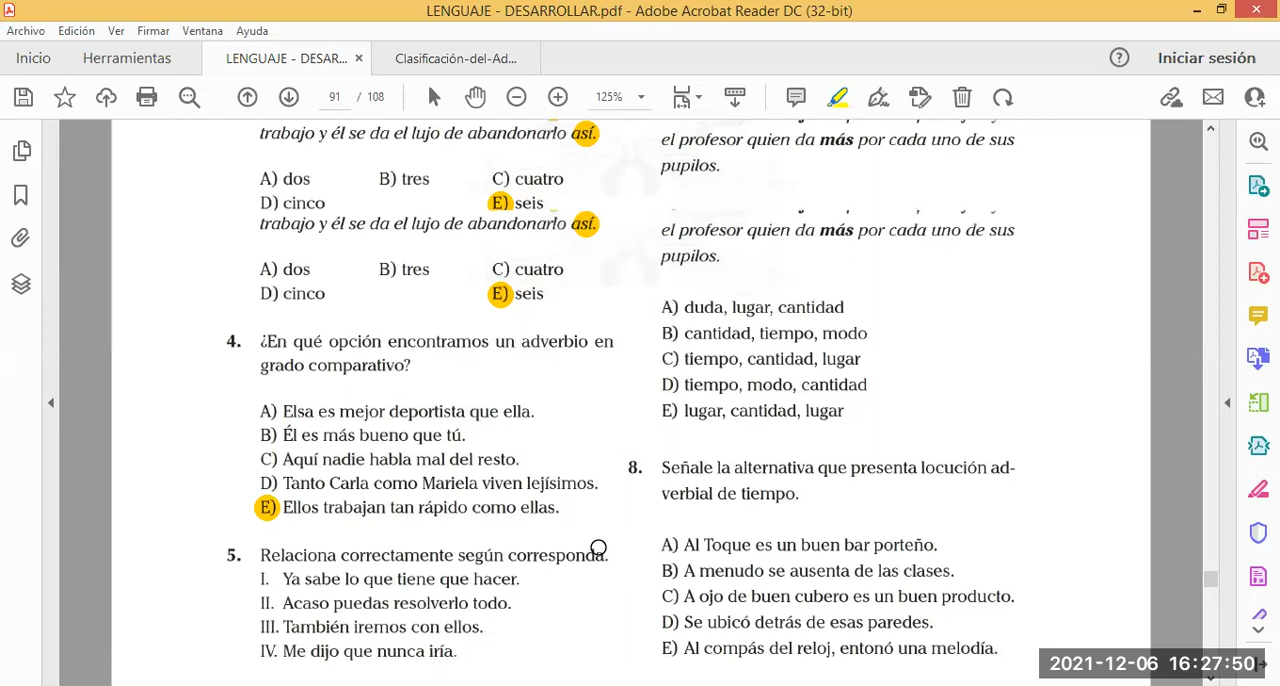 LENGUAJE - DESARROLLAR.pdf - Adobe Acrobat Reader DC (32-bit)
Archivo Edición Ver Firmar Ventana Ayuda
Inicio Herramientas LENGUAJE - DESAR... × Clasificación-del-Ad... Iniciar sesión
91 / 108 125%
trabajo y él se da el lujo de abandonarlo así.
A) dos B) tres C) cuatro
D) cinco E) seis
trabajo y él se da el lujo de abandonarlo así.
A) dos B) tres C) cuatro
D) cinco E) seis
4. ¿En qué opción encontramos un adverbio en
grado comparativo?
A) Elsa es mejor deportista que ella.
B) Él es más bueno que tú.
C) Aquí nadie habla mal del resto.
D) Tanto Carla como Mariela viven lejísimos.
E) Ellos trabajan tan rápido como ellas.
5. Relaciona correctamente según corresponda.
I. Ya sabe lo que tiene que hacer.
II. Acaso puedas resolverlo todo.
III. También iremos con ellos.
IV. Me dijo que nunca iría.
el profesor quien da más por cada uno de sus
pupilos.
el profesor quien da más por cada uno de sus
pupilos.
A) duda, lugar, cantidad
B) cantidad, tiempo, modo
C) tiempo, cantidad, lugar
D) tiempo, modo, cantidad
E) lugar, cantidad, lugar
8. Señale la alternativa que presenta locución ad-
verbial de tiempo.
A) Al Toque es un buen bar porteño.
B) A menudo se ausenta de las clases.
C) A ojo de buen cubero es un buen producto.
D) Se ubicó detrás de esas paredes.
E) Al compás del reloj, entonó una melodía.
2021-12-06 16:27:50